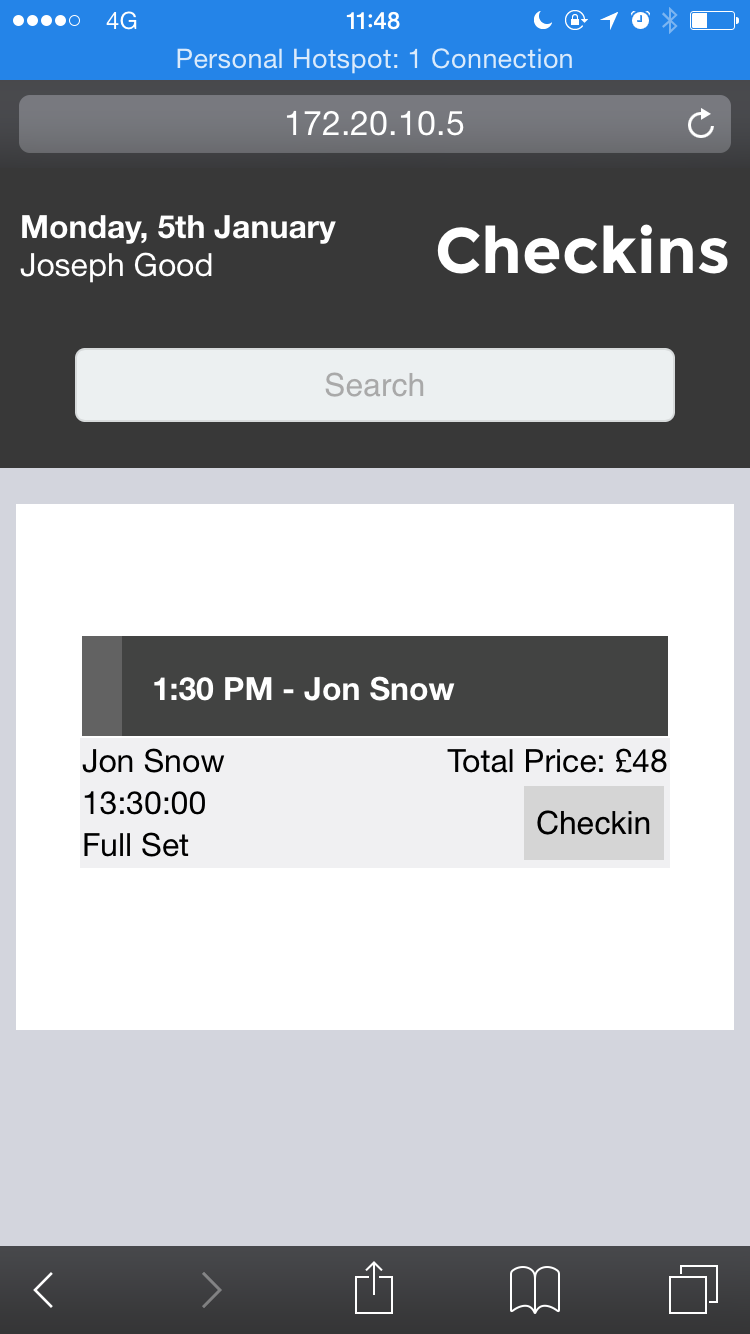 4G 11:48
Personal Hotspot: 1 Connection
172.20.10.5
Monday, 5th January
Joseph Good
Checkins
Search
1:30 PM - Jon Snow
Jon Snow
Total Price: £48
13:30:00
Checkin
Full Set